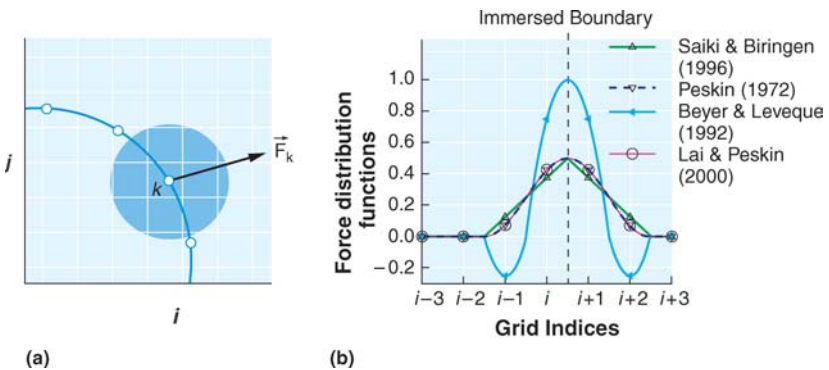 Immersed Boundary
j
k
F⃗k
i
(a)
Force distribution
functions
1.0
0.8
0.6
0.4
0.2
0.0
−0.2
i−3 i−2 i−1 i i+1 i+2 i+3
Grid Indices
(b)
Saiki & Biringen
(1996)
Peskin (1972)
Beyer & Leveque
(1992)
Lai & Peskin
(2000)